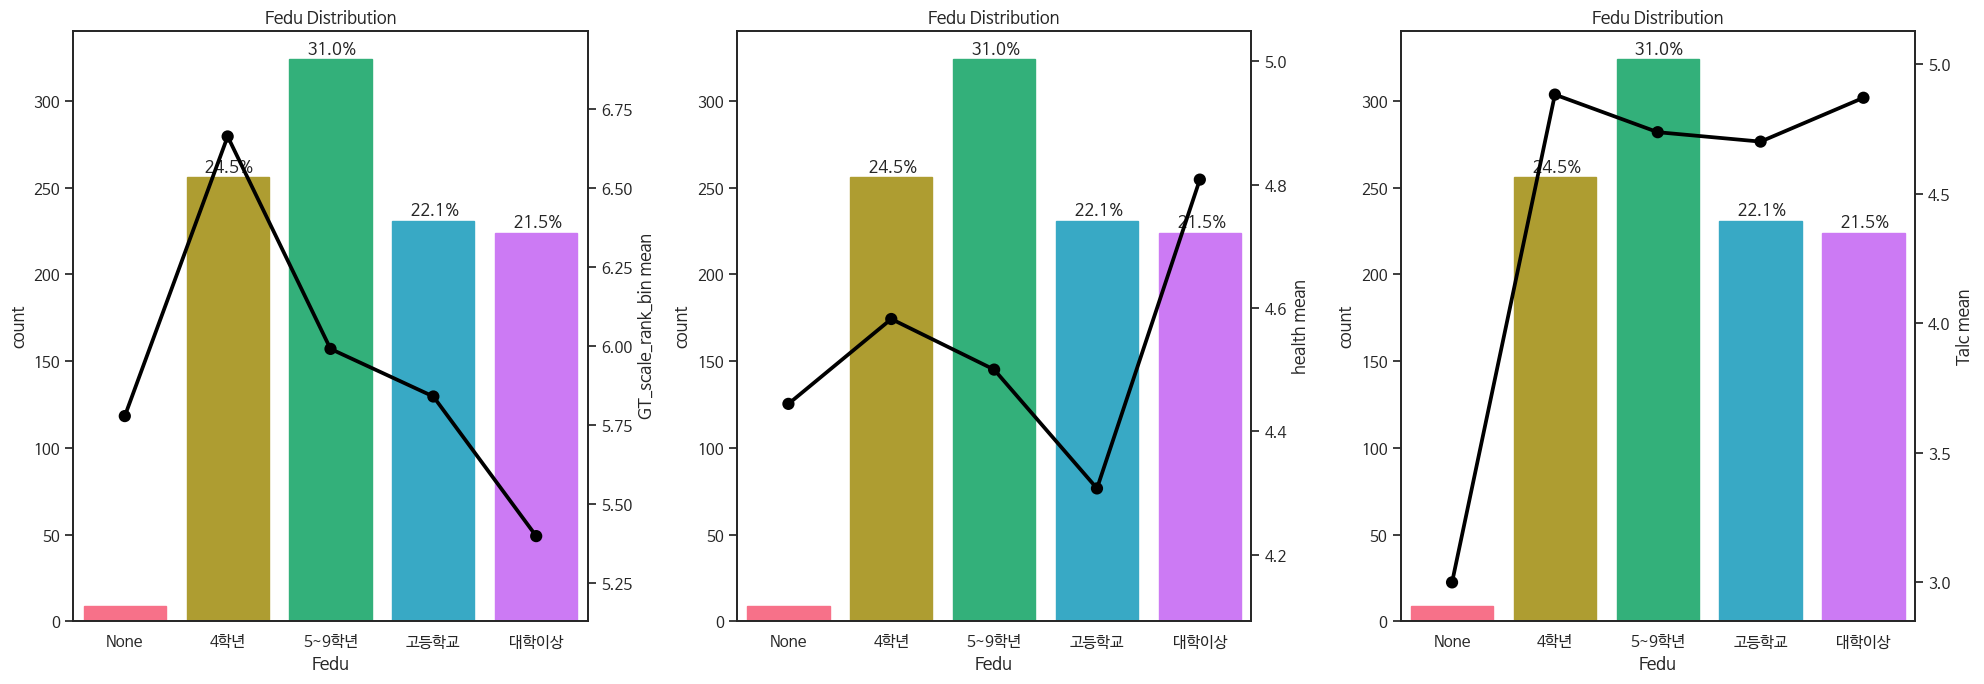 Fedu Distribution
31.0%
24.5%
22.1%
21.5%
300
250
200
150
100
50
0
count
6.75
6.50
6.25
6.00
5.75
5.50
5.25
GT_scale_rank_bin mean
None
4학년
5~9학년
고등학교
대학이상
Fedu
Fedu Distribution
31.0%
24.5%
22.1%
21.5%
300
250
200
150
100
50
0
count
5.0
4.8
4.6
4.4
4.2
health mean
None
4학년
5~9학년
고등학교
대학이상
Fedu
Fedu Distribution
31.0%
24.5%
22.1%
21.5%
300
250
200
150
100
50
0
count
5.0
4.5
4.0
3.5
3.0
Talc mean
None
4학년
5~9학년
고등학교
대학이상
Fedu